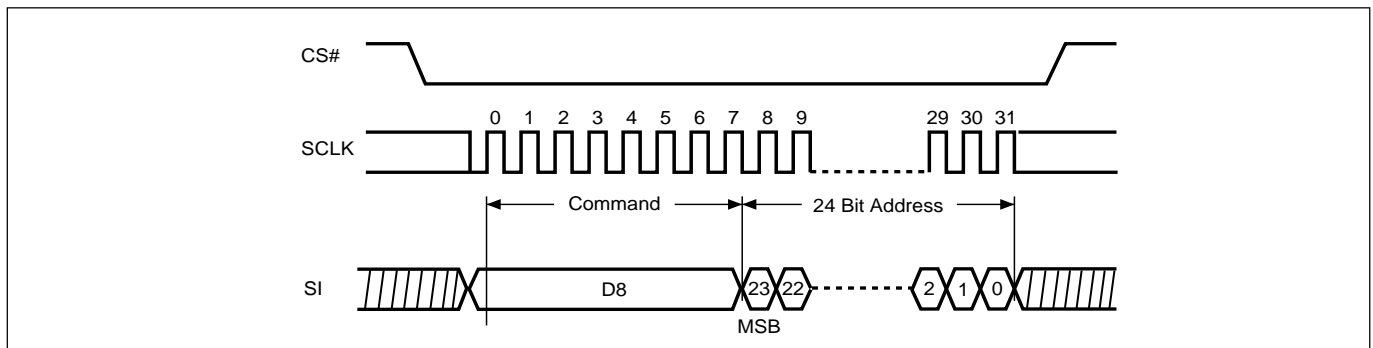 CS#
0 1 2 3 4 5 6 7 8 9 29 30 31
SCLK
Command 24 Bit Address
SI D8 23 22 2 1 0
MSB